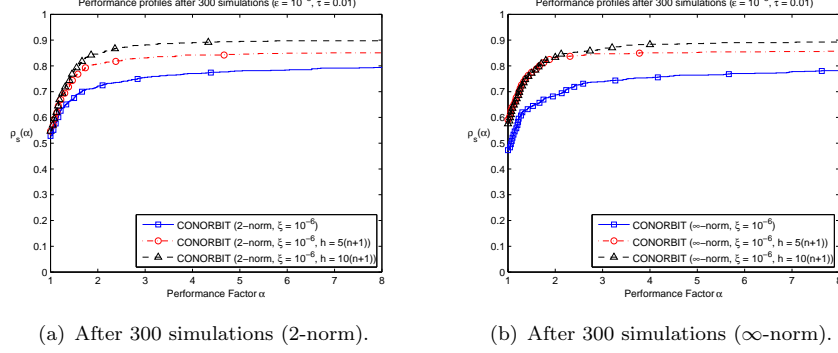 Performance profiles after 300 simulations (ε = 10 , τ = 0.01)
1
0.9
0.8
0.7
0.6
0.5
0.4
0.3
0.2
0.1
0
ρs(α)
CONORBIT (2−norm, ξ = 10−6)
CONORBIT (2−norm, ξ = 10−6, h = 5(n+1))
CONORBIT (2−norm, ξ = 10−6, h = 10(n+1))
1 2 3 4 5 6 7 8
Performance Factor α
(a) After 300 simulations (2-norm).
Performance profiles after 300 simulations (ε = 10 , τ = 0.01)
1
0.9
0.8
0.7
0.6
0.5
0.4
0.3
0.2
0.1
0
ρs(α)
CONORBIT (∞−norm, ξ = 10−6)
CONORBIT (∞−norm, ξ = 10−6, h = 5(n+1))
CONORBIT (∞−norm, ξ = 10−6, h = 10(n+1))
1 2 3 4 5 6 7 8
Performance Factor α
(b) After 300 simulations (∞-norm).